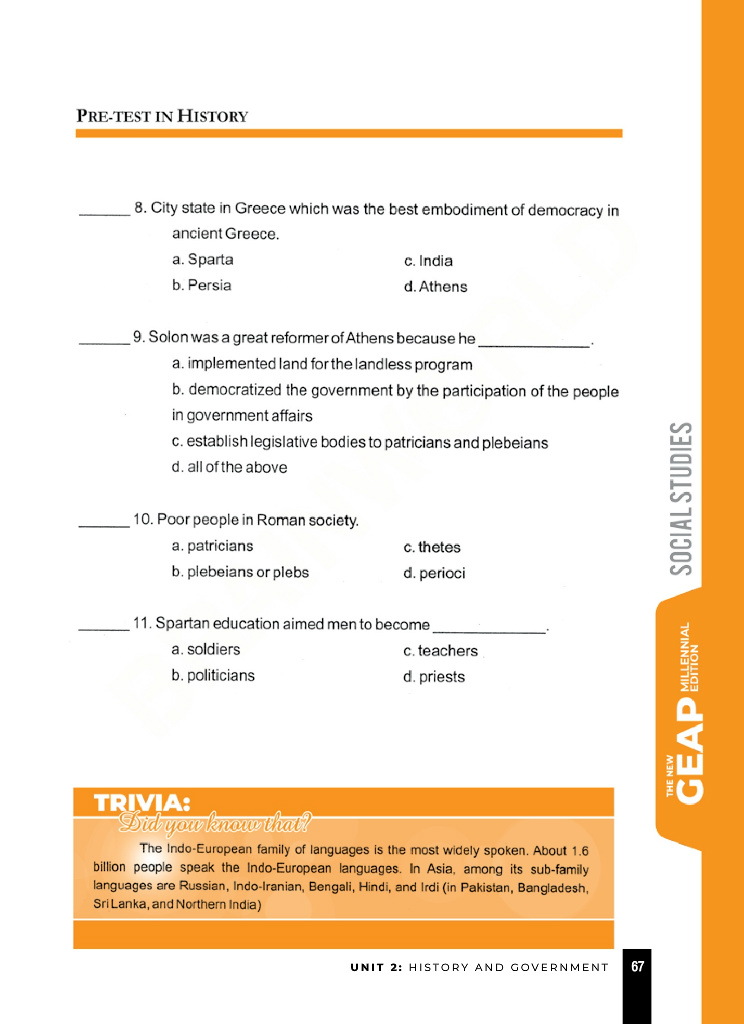 PRE-TEST IN HISTORY
______ 8. City state in Greece which was the best embodiment of democracy in
ancient Greece.
a. Sparta c. India
b. Persia d. Athens
______ 9. Solon was a great reformer of Athens because he ____________.
a. implemented land for the landless program
b. democratized the government by the participation of the people
in government affairs
c. establish legislative bodies to patricians and plebeians
d. all of the above
______ 10. Poor people in Roman society.
a. patricians c. thetes
b. plebeians or plebs d. perioci
______ 11. Spartan education aimed men to become ____________.
a. soldiers c. teachers
b. politicians d. priests
TRIVIA:
Did you know that?
The Indo-European family of languages is the most widely spoken. About 1.6
billion people speak the Indo-European languages. In Asia, among its sub-family
languages are Russian, Indo-Iranian, Bengali, Hindi, and Irdi (in Pakistan, Bangladesh,
Sri Lanka, and Northern India)
UNIT 2: HISTORY AND GOVERNMENT 67
SOCIAL STUDIES
THE NEW
GEAP
MILLENNIAL
EDITION